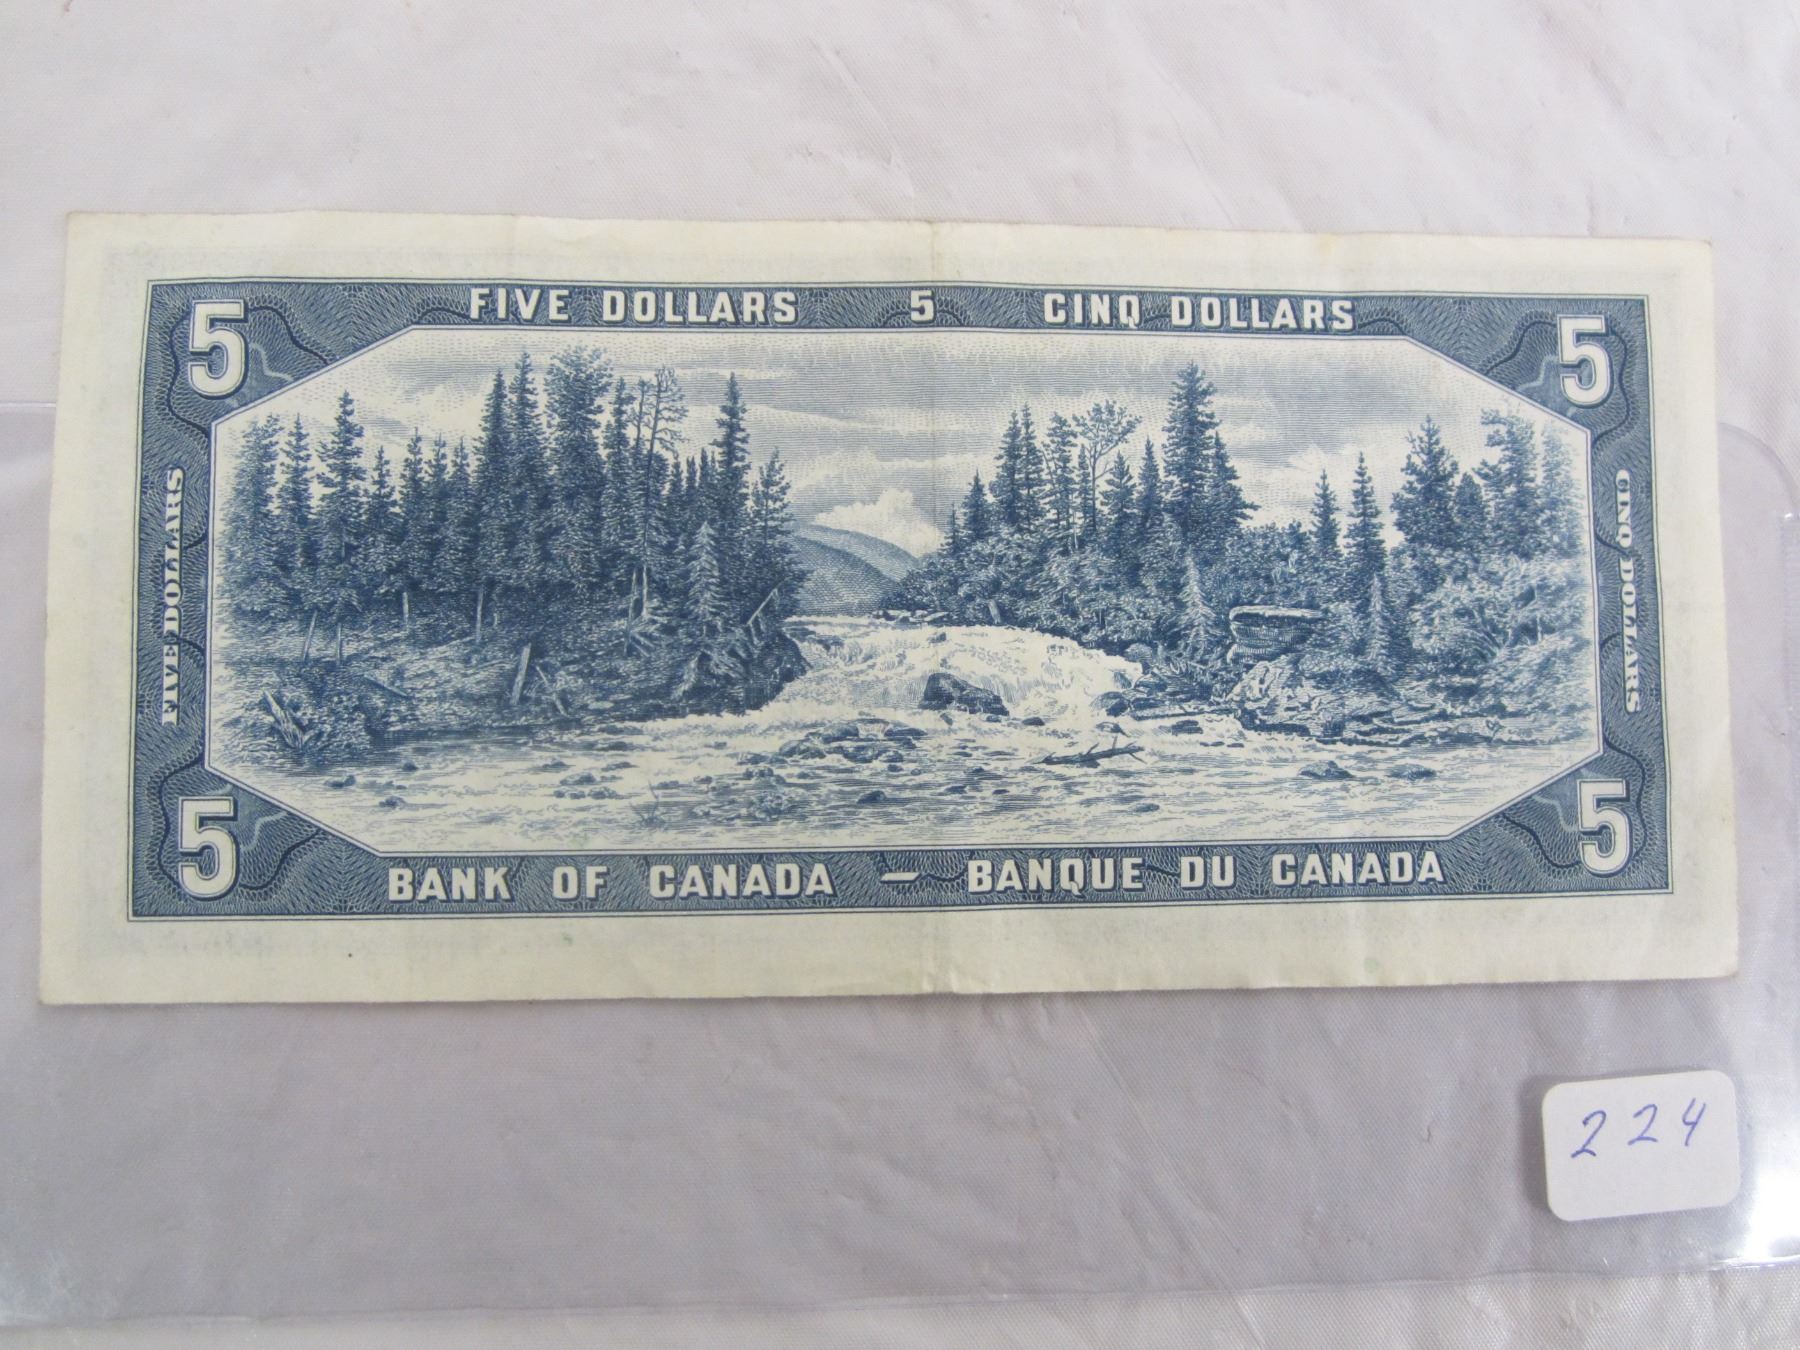 5 FIVE DOLLARS 5 CINQ DOLLARS 5
FIVE DOLLARS
CINQ DOLLARS
5 BANK OF CANADA – BANQUE DU CANADA 5
224